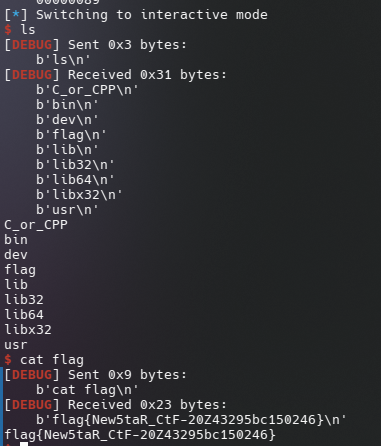 00000089
[*] Switching to interactive mode
$ ls
[DEBUG] Sent 0x3 bytes:
    b'ls\n'
[DEBUG] Received 0x31 bytes:
    b'C_or_CPP\n'
    b'bin\n'
    b'dev\n'
    b'flag\n'
    b'lib\n'
    b'lib32\n'
    b'lib64\n'
    b'libx32\n'
    b'usr\n'
C_or_CPP
bin
dev
flag
lib
lib32
lib64
libx32
usr
$ cat flag
[DEBUG] Sent 0x9 bytes:
    b'cat flag\n'
[DEBUG] Received 0x23 bytes:
    b'flag{New5taR_CtF-20Z43295bc150246}\n'
flag{New5taR_CtF-20Z43295bc150246}